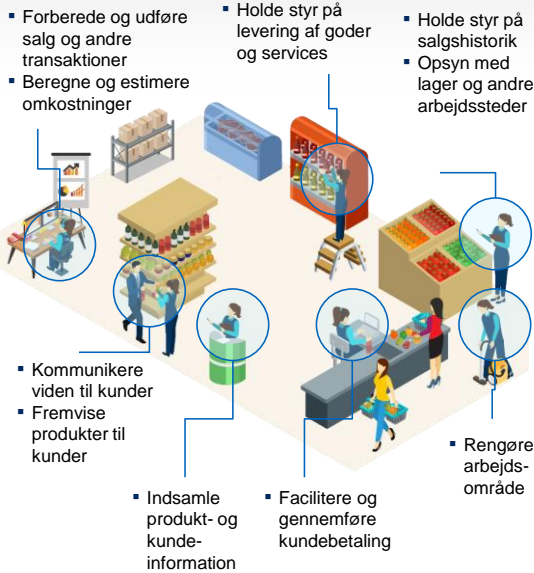 ▪ Forberede og udføre
salg og andre
transaktioner
▪ Beregne og estimere
omkostninger
▪ Holde styr på
levering af goder
og services
▪ Holde styr på
salgshistorik
▪ Opsyn med
lager og andre
arbejdssteder
▪ Kommunikere
viden til kunder
▪ Fremvise
produkter til
kunder
▪ Indsamle
produkt- og
kunde-
information
▪ Facilitere og
gennemføre
kundebetaling
▪ Rengøre
arbejds-
område